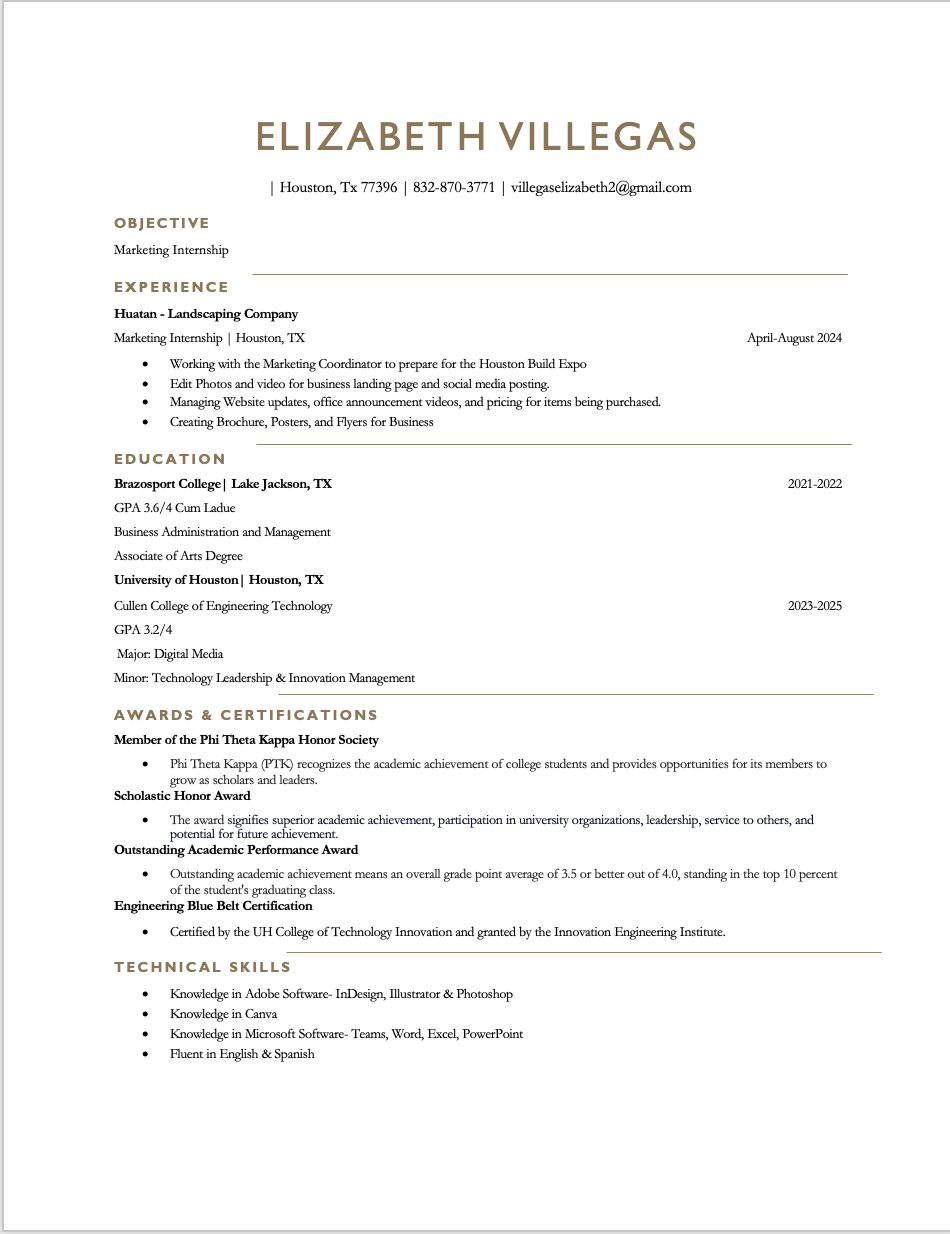 ELIZABETH VILLEGAS
| Houston, Tx 77396 | 832-870-3771 | villegaselizabeth2@gmail.com
OBJECTIVE
Marketing Internship
EXPERIENCE
Huatan - Landscaping Company
Marketing Internship | Houston, TX April-August 2024
• Working with the Marketing Coordinator to prepare for the Houston Build Expo
• Edit Photos and video for business landing page and social media posting.
• Managing Website updates, office announcement videos, and pricing for items being purchased.
• Creating Brochure, Posters, and Flyers for Business
EDUCATION
Brazosport College| Lake Jackson, TX 2021-2022
GPA 3.6/4 Cum Ladue
Business Administration and Management
Associate of Arts Degree
University of Houston| Houston, TX
Cullen College of Engineering Technology 2023-2025
GPA 3.2/4
Major: Digital Media
Minor: Technology Leadership & Innovation Management
AWARDS & CERTIFICATIONS
Member of the Phi Theta Kappa Honor Society
• Phi Theta Kappa (PTK) recognizes the academic achievement of college students and provides opportunities for its members to
grow as scholars and leaders.
Scholastic Honor Award
• The award signifies superior academic achievement, participation in university organizations, leadership, service to others, and
potential for future achievement.
Outstanding Academic Performance Award
• Outstanding academic achievement means an overall grade point average of 3.5 or better out of 4.0, standing in the top 10 percent
of the student's graduating class.
Engineering Blue Belt Certification
• Certified by the UH College of Technology Innovation and granted by the Innovation Engineering Institute.
TECHNICAL SKILLS
• Knowledge in Adobe Software- InDesign, Illustrator & Photoshop
• Knowledge in Canva
• Knowledge in Microsoft Software- Teams, Word, Excel, PowerPoint
• Fluent in English & Spanish